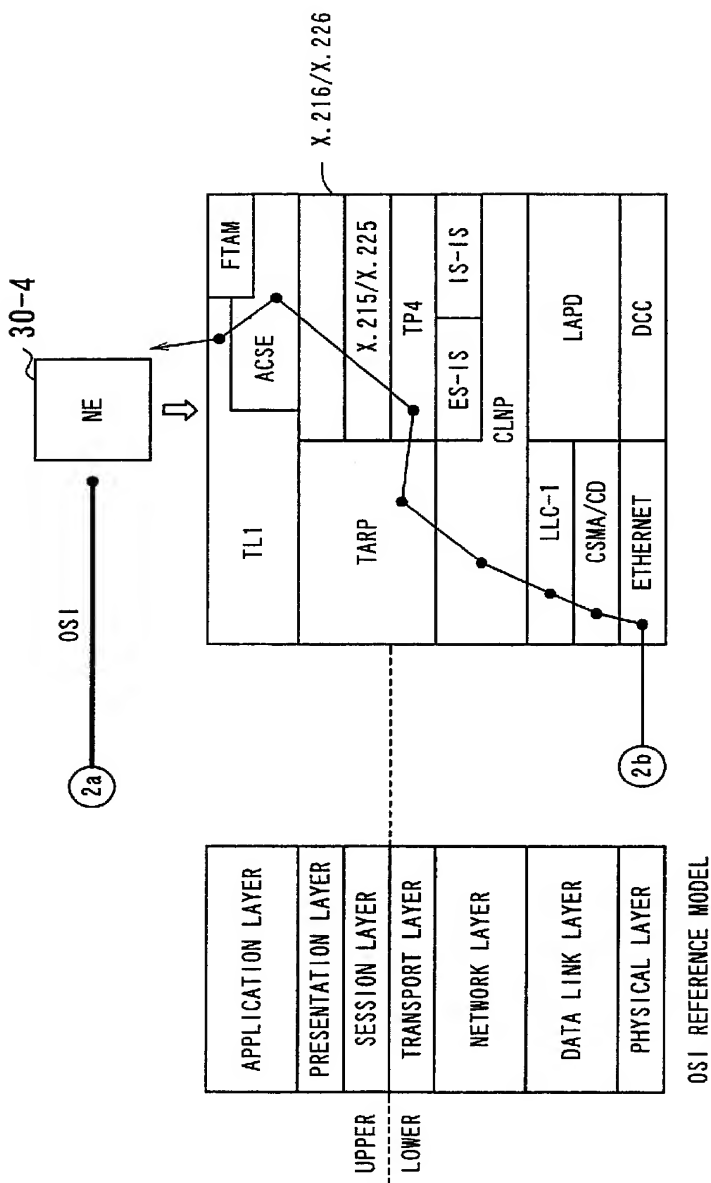 30-4
NE
OSI
2a
X.216/X.226
FTAM
ACSE
TL1
X.215/X.225
TARP
TP4
ES-IS
IS-IS
CLNP
LLC-1
LAPD
CSMA/CD
ETHERNET
DCC
2b
APPLICATION LAYER
PRESENTATION LAYER
SESSION LAYER
UPPER
LOWER
TRANSPORT LAYER
NETWORK LAYER
DATA LINK LAYER
PHYSICAL LAYER
OSI REFERENCE MODEL